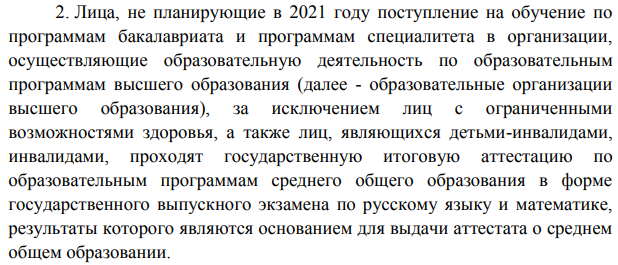 2. Лица, не планирующие в 2021 году поступление на обучение по
программам бакалавриата и программам специалитета в организации,
осуществляющие образовательную деятельность по образовательным
программам высшего образования (далее - образовательные организации
высшего образования), за исключением лиц с ограниченными
возможностями здоровья, а также лиц, являющихся детьми-инвалидами,
инвалидами, проходят государственную итоговую аттестацию по
образовательным программам среднего общего образования в форме
государственного выпускного экзамена по русскому языку и математике,
результаты которого являются основанием для выдачи аттестата о среднем
общем образовании.